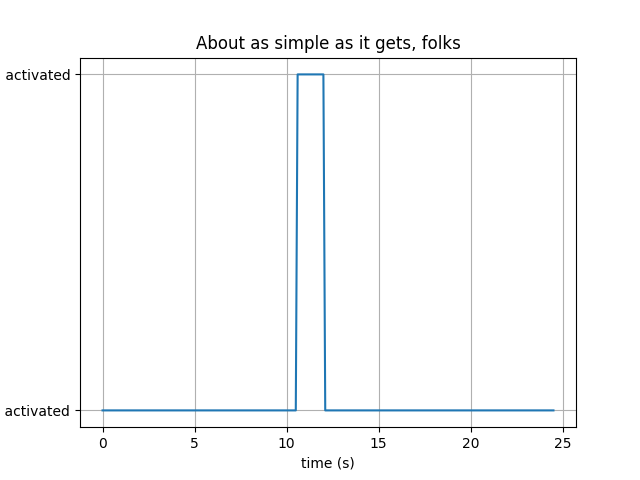 About as simple as it gets, folks
activated
activated
0 5 10 15 20 25
time (s)